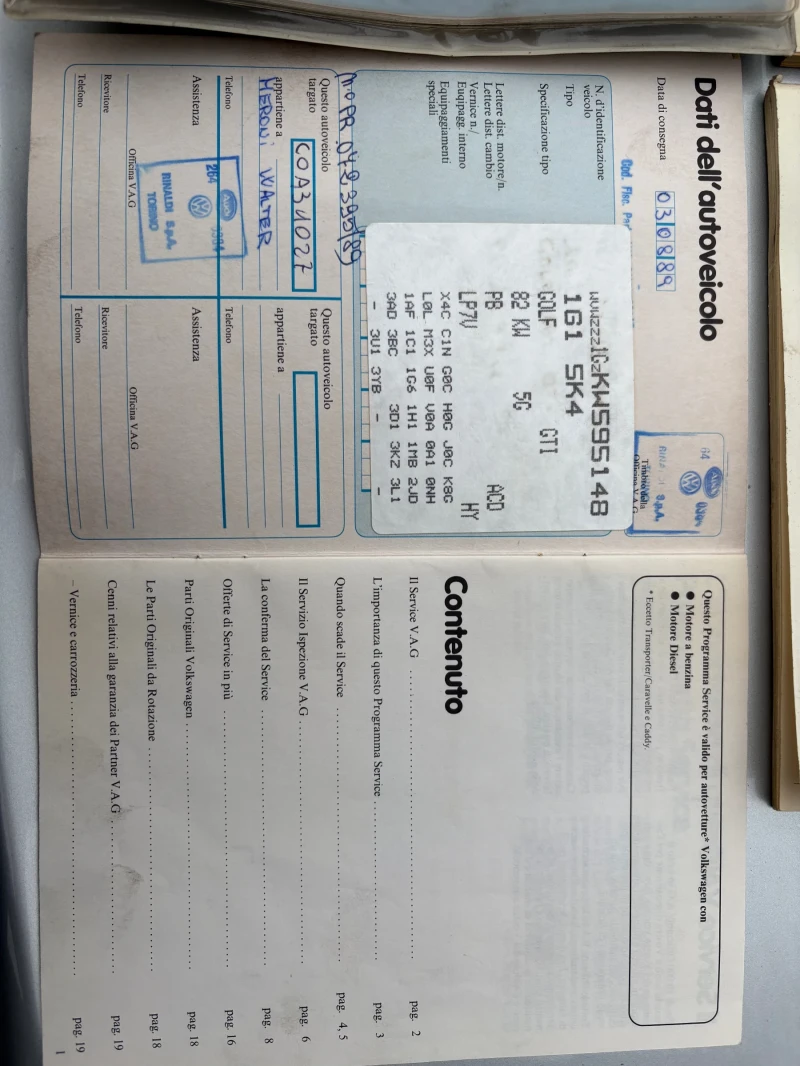 Dati dell'autoveicolo
Data di consegna 03 08 89
N. d'identificazione
veicolo
Tipo
Specificazione tipo
Lettere dist. motore/n.
Lettere dist. cambio
Vernice n./
Euqipagg. interno
Equipaggiamenti
speciali
WVWZZZ1GZKW595148
1G1 5K4
GOLF GTI
82 KW 5G
PB ACD
LP7V HY
X4C C1N G0C H0G J0C K8G
L0L M3X U0F V0A 0A1 0NH
1AF 1C1 1G6 1H1 1MB 2JD
3AD 3BC 3D1 3KZ 3L1
- 3U1 3YB - -
Timbro della
Officina V.A.G
Questo autoveicolo
targato
COA31027
appartiene a
MERONI WALTER
Telefono
Assistenza
Officina V.A.G
264 0304
RINALDI S.p.A.
TORINO
Ricevitore
Telefono
Questo autoveicolo
targato
appartiene a
Telefono
Assistenza
Officina V.A.G
Ricevitore
Telefono
Questo Programma Service è valido per autovetture* Volkswagen con
● Motore a benzina
● Motore Diesel
* Eccetto Transporter/Caravelle e Caddy.
Contenuto
Il Service V.A.G pag. 2
L'importanza di questo Programma Service pag. 3
Quando scade il Service pag. 4, 5
Il Servizio Ispezione V.A.G pag. 6
La conferma del Service pag. 8
Offerte di Service in più pag. 16
Parti Originali Volkswagen pag. 18
Le Parti Originali da Rotazione pag. 18
Cenni relativi alla garanzia dei Partner V.A.G pag. 19
– Vernice e carrozzeria pag. 19
1